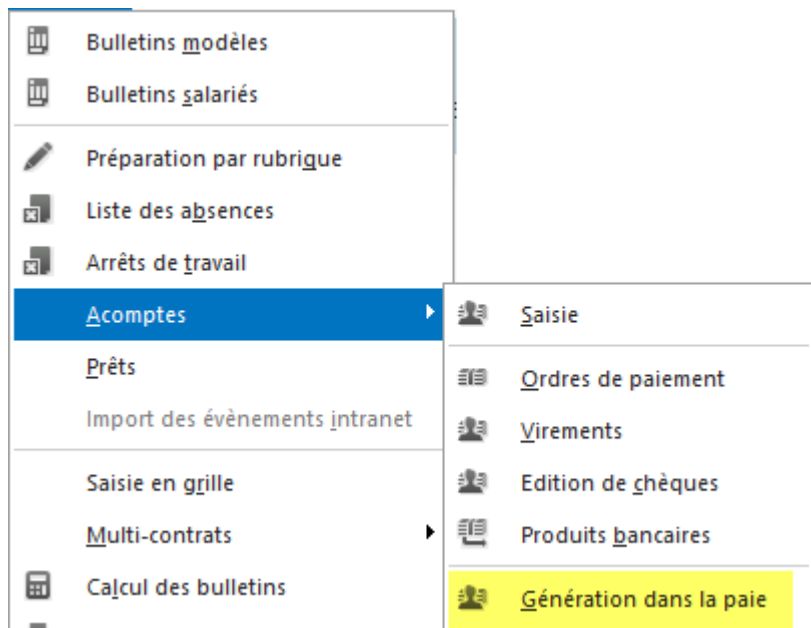 Bulletins modèles
Bulletins salariés
Préparation par rubrique
Liste des absences
Arrêts de travail
Acomptes
Prêts
Import des évènements intranet
Saisie en grille
Multi-contrats
Calcul des bulletins
Saisie
Ordres de paiement
Virements
Edition de chèques
Produits bancaires
Génération dans la paie